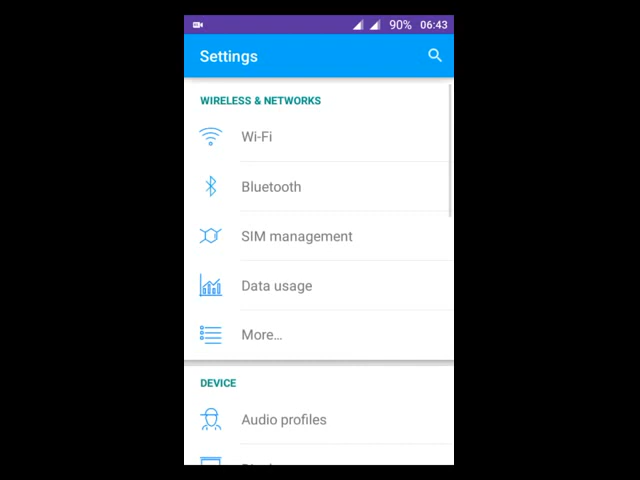 90% 06:43
Settings
WIRELESS & NETWORKS
Wi-Fi
Bluetooth
SIM management
Data usage
More...
DEVICE
Audio profiles